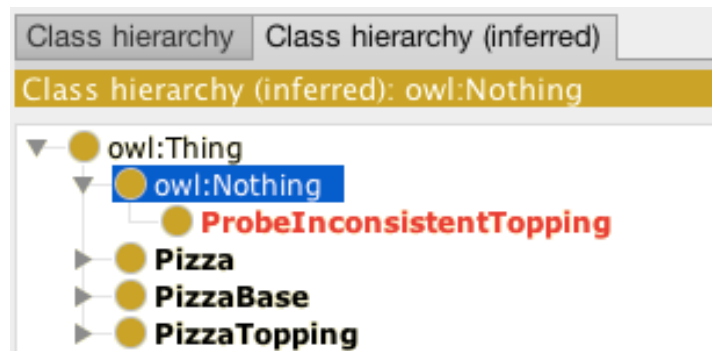 Class hierarchy Class hierarchy (inferred)
Class hierarchy (inferred): owl:Nothing
owl:Thing
owl:Nothing
ProbeInconsistentTopping
Pizza
PizzaBase
PizzaTopping